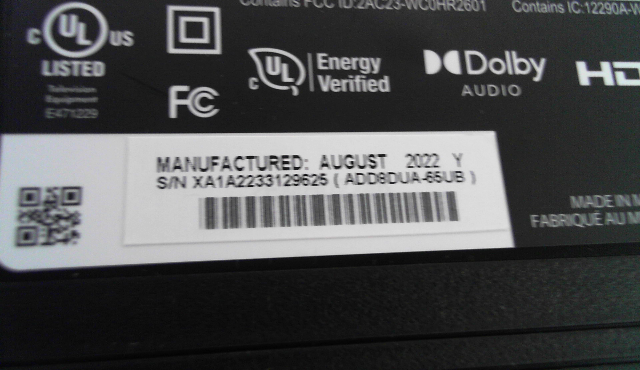 Contains FCC ID:2AC23-WC0HR2601
Contains IC:12290A-W
C UL US
LISTED
Television
Equipment
E471229
FC
C UL
Energy
Verified
Dolby
AUDIO
MANUFACTURED: AUGUST 2022 Y
S/N XA1A2233129625 ( ADD8DUA-65UB )
MADE IN M
FABRIQUÉ AU M